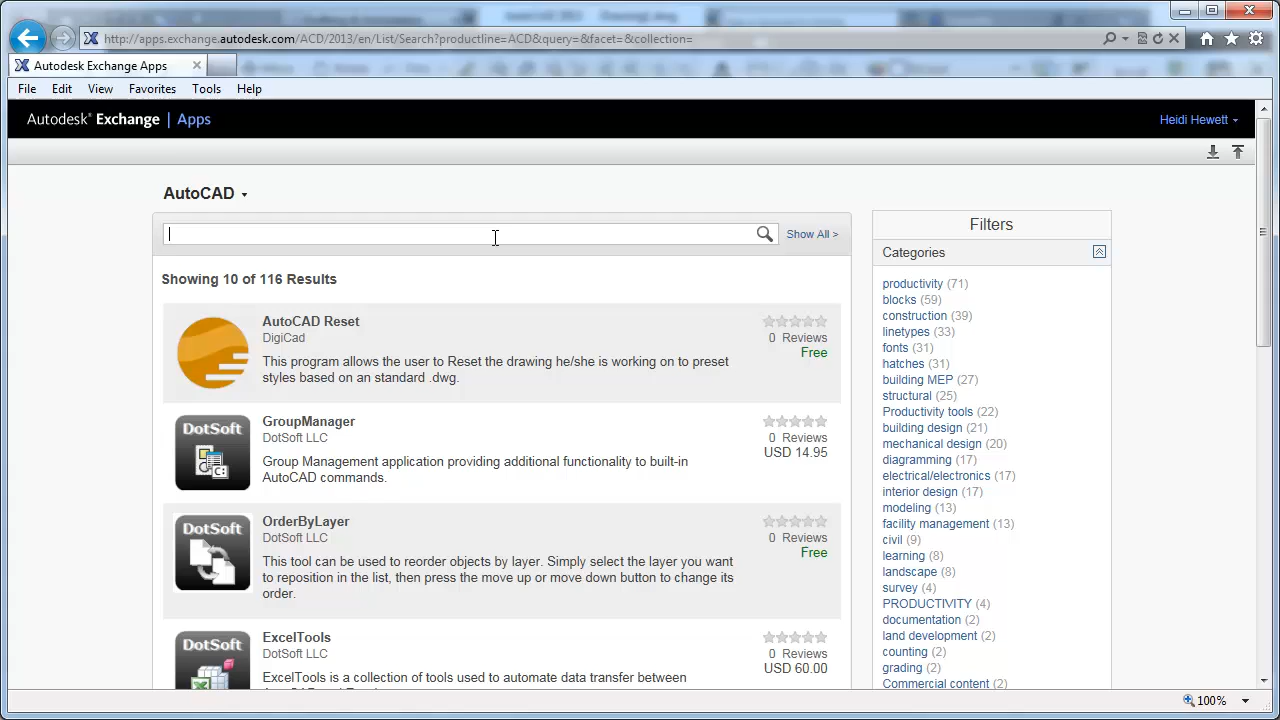 http://apps.exchange.autodesk.com/ACD/2013/en/List/Search?productline=ACD&query=&facet=&collection=
Autodesk Exchange Apps
File Edit View Favorites Tools Help
Autodesk® Exchange | Apps
Heidi Hewett
AutoCAD
Show All >
Showing 10 of 116 Results
AutoCAD Reset
DigiCad
0 Reviews
Free
This program allows the user to Reset the drawing he/she is working on to preset
styles based on an standard .dwg.
DotSoft
GroupManager
DotSoft LLC
0 Reviews
USD 14.95
Group Management application providing additional functionality to built-in
AutoCAD commands.
DotSoft
OrderByLayer
DotSoft LLC
0 Reviews
Free
This tool can be used to reorder objects by layer. Simply select the layer you want
to reposition in the list, then press the move up or move down button to change its
order.
DotSoft
ExcelTools
DotSoft LLC
0 Reviews
USD 60.00
ExcelTools is a collection of tools used to automate data transfer between
Filters
Categories
productivity (71)
blocks (59)
construction (39)
linetypes (33)
fonts (31)
hatches (31)
building MEP (27)
structural (25)
Productivity tools (22)
building design (21)
mechanical design (20)
diagramming (17)
electrical/electronics (17)
interior design (17)
modeling (13)
facility management (13)
civil (9)
learning (8)
landscape (8)
survey (4)
PRODUCTIVITY (4)
documentation (2)
land development (2)
counting (2)
grading (2)
Commercial content (2)
100%